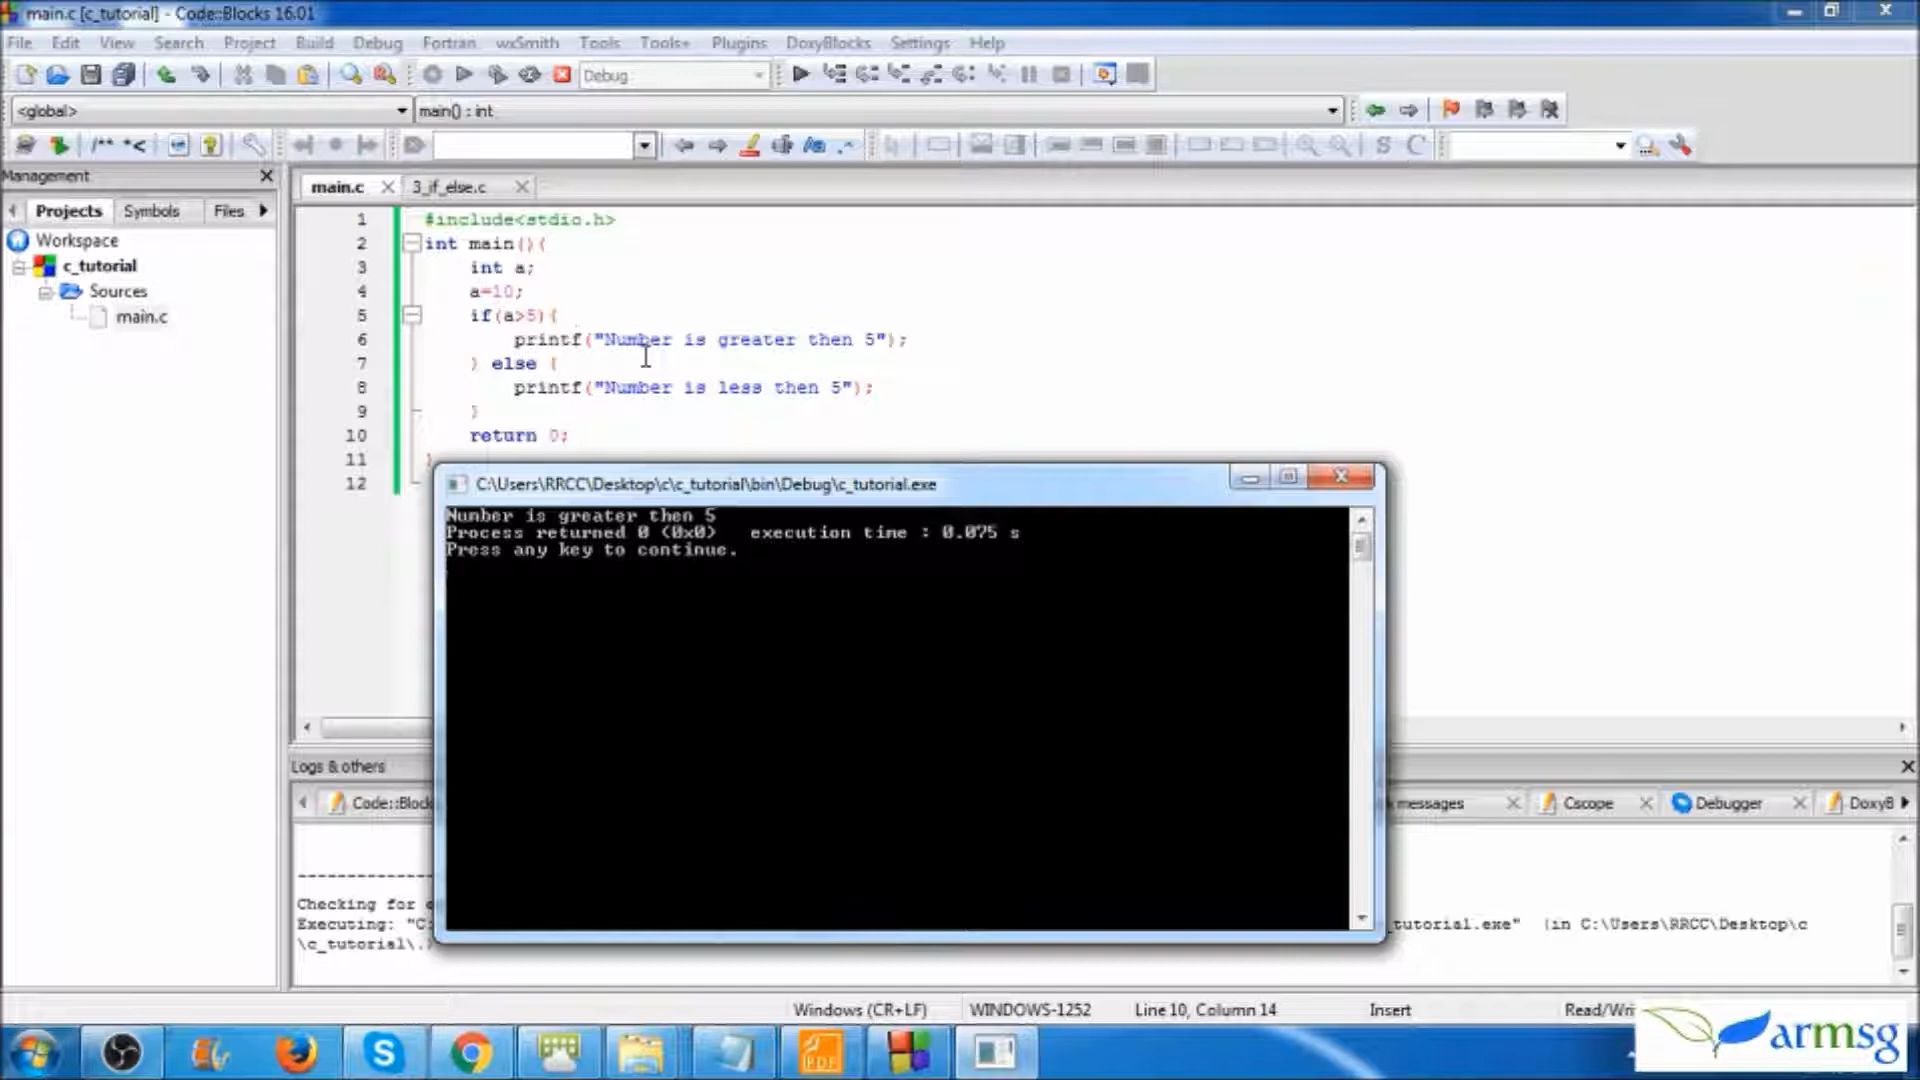 main.c [c_tutorial] - Code::Blocks 16.01
File Edit View Search Project Build Debug Fortran wxSmith Tools Tools+ Plugins DoxyBlocks Settings Help
Debug
<global> main() : int
/** *<
S C
Management
main.c 3_if_else.c
Projects Symbols Files
Workspace
c_tutorial
Sources
main.c
1 #include<stdio.h>
2 int main(){
3 int a;
4 a=10;
5 if(a>5){
6 printf("Number is greater then 5");
7 } else {
8 printf("Number is less then 5");
9 }
10 return 0;
11 }
12
C:\Users\RRCC\Desktop\c\c_tutorial\bin\Debug\c_tutorial.exe
Number is greater then 5
Process returned 0 (0x0) execution time : 0.075 s
Press any key to continue.
Logs & others
Code::Block messages Cscope Debugger DoxyB
Checking for
Executing: "C: _tutorial.exe" (in C:\Users\RRCC\Desktop\c
\c_tutorial\.)
Windows (CR+LF) WINDOWS-1252 Line 10, Column 14 Insert Read/Wri
PDF
armsg